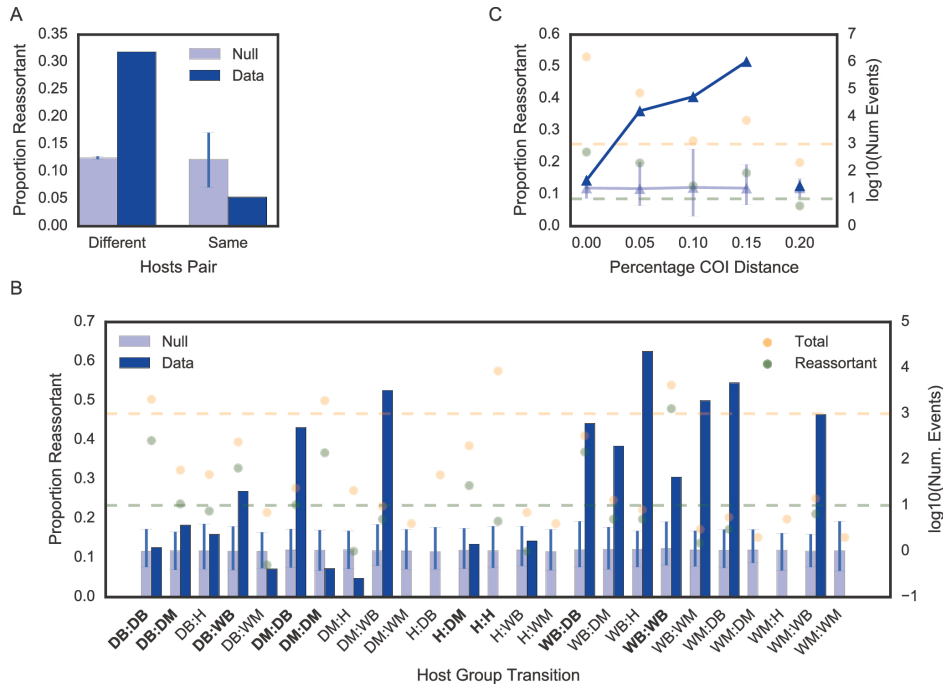 A
Proportion Reassortant
0.35
0.30
0.25
0.20
0.15
0.10
0.05
0.00
Null
Data
Different
Same
Hosts Pair
C
Proportion Reassortant
0.6
0.5
0.4
0.3
0.2
0.1
0.0
7
6
5
4
3
2
1
0
log10(Num Events)
0.00
0.05
0.10
0.15
0.20
Percentage COI Distance
B
Proportion Reassortant
0.7
0.6
0.5
0.4
0.3
0.2
0.1
0.0
Null
Data
Total
Reassortant
5
4
3
2
1
0
−1
log10(Num. Events)
DB:DB
DB:DM
DB:H
DB:WB
DB:WM
DM:DB
DM:DM
DM:H
DM:WB
DM:WM
H:DB
H:DM
H:H
H:WB
H:WM
WB:DB
WB:DM
WB:H
WB:WB
WB:WM
WM:DB
WM:DM
WM:H
WM:WB
WM:WM
Host Group Transition